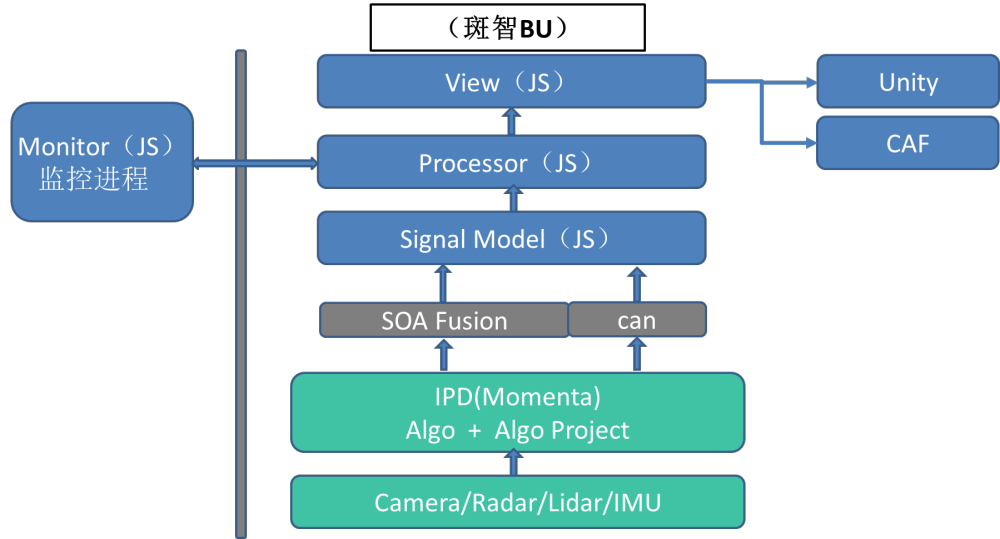 （斑智BU）
View（JS）
Unity
CAF
Monitor（JS）
监控进程
Processor（JS）
Signal Model（JS）
SOA Fusion
can
IPD(Momenta)
Algo + Algo Project
Camera/Radar/Lidar/IMU